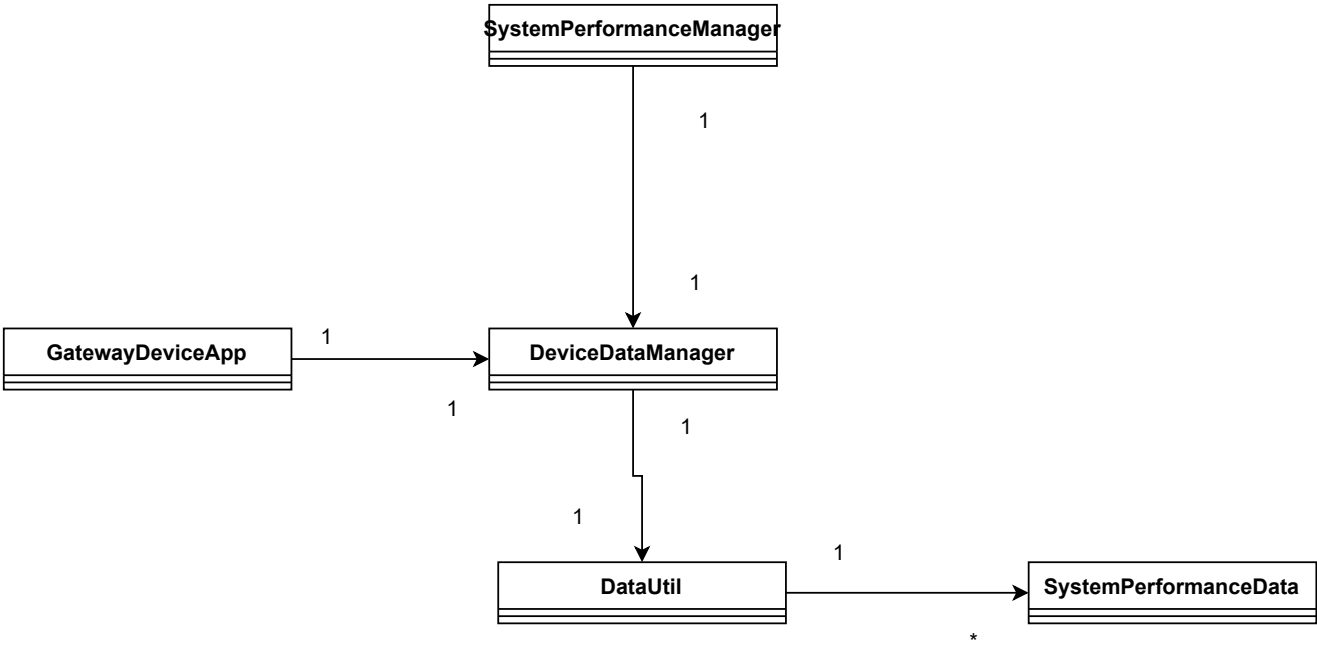 SystemPerformanceManager
1
1
GatewayDeviceApp
1
DeviceDataManager
1
1
1
1
DataUtil
SystemPerformanceData
*